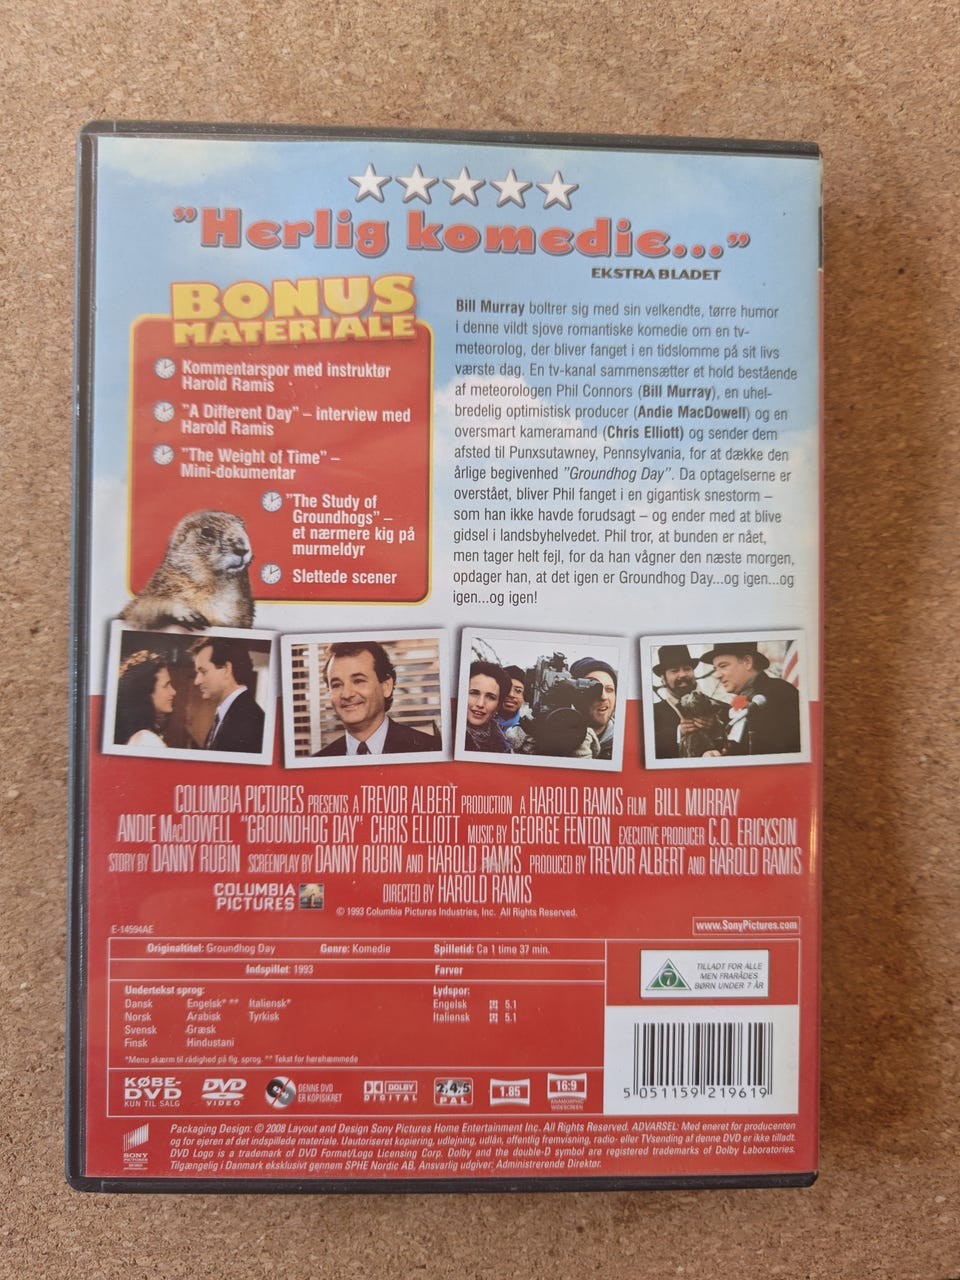 "Herlig komedie..."
EKSTRA BLADET
BONUS
MATERIALE
Kommentarspor med instruktør
Harold Ramis
"A Different Day" – interview med
Harold Ramis
"The Weight of Time" –
Mini-dokumentar
"The Study of
Groundhogs" –
et nærmere kig på
murmeldyr
Slettede scener
Bill Murray boltrer sig med sin velkendte, tørre humor
i denne vildt sjove romantiske komedie om en tv-
meteorolog, der bliver fanget i en tidslomme på sit livs
værste dag. En tv-kanal sammensætter et hold bestående
af meteorologen Phil Connors (Bill Murray), en uhel-
bredelig optimistisk producer (Andie MacDowell) og en
oversmart kameramand (Chris Elliott) og sender dem
afsted til Punxsutawney, Pennsylvania, for at dække den
årlige begivenhed "Groundhog Day". Da optagelserne er
overstået, bliver Phil fanget i en gigantisk snestorm –
som han ikke havde forudsagt – og ender med at blive
gidsel i landsbyhelvedet. Phil tror, at bunden er nået,
men tager helt fejl, for da han vågner den næste morgen,
opdager han, at det igen er Groundhog Day...og igen...og
igen...og igen!
COLUMBIA PICTURES PRESENTS A TREVOR ALBERT PRODUCTION A HAROLD RAMIS FILM BILL MURRAY
ANDIE MACDOWELL "GROUNDHOG DAY" CHRIS ELLIOTT MUSIC BY GEORGE FENTON EXECUTIVE PRODUCER C.O. ERICKSON
STORY BY DANNY RUBIN SCREENPLAY BY DANNY RUBIN AND HAROLD RAMIS PRODUCED BY TREVOR ALBERT AND HAROLD RAMIS
DIRECTED BY HAROLD RAMIS
COLUMBIA
PICTURES
© 1993 Columbia Pictures Industries, Inc. All Rights Reserved.
E-14594AE
www.SonyPictures.com
Originaltitel: Groundhog Day Genre: Komedie Spilletid: Ca 1 time 37 min.
Indspillet: 1993 Farver
Undertekst sprog:
Dansk Engelsk* ** Italiensk*
Norsk Arabisk Tyrkisk
Svensk Græsk
Finsk Hindustani
*Menu skærm til rådighed på flg. sprog. ** Tekst for hørehæmmede
Lydspor:
Engelsk 5.1
Italiensk 5.1
7
TILLADT FOR ALLE
MEN FRARÅDES
BØRN UNDER 7 ÅR
KØBE-
DVD
KUN TIL SALG
DVD
VIDEO
DENNE DVD
ER KOPISIKRET
DOLBY
DIGITAL
2,4,5
PAL
1.85
16:9
ANAMORPHIC
WIDESCREEN
5 051159 219619
SONY
PICTURES
Packaging Design: © 2008 Layout and Design Sony Pictures Home Entertainment Inc. All Rights Reserved. ADVARSEL: Med eneret for producenten
og for ejeren af det indspillede materiale. Uautoriseret kopiering, udlejning, udlån, offentlig fremvisning, radio- eller TVsending af denne DVD er ikke tilladt.
DVD Logo is a trademark of DVD Format/Logo Licensing Corp. Dolby and the double-D symbol are registered trademarks of Dolby Laboratories.
Tilgængelig i Danmark eksklusivt gennem SPHE Nordic AB, Ansvarlig udgiver: Administrerende Direktør.